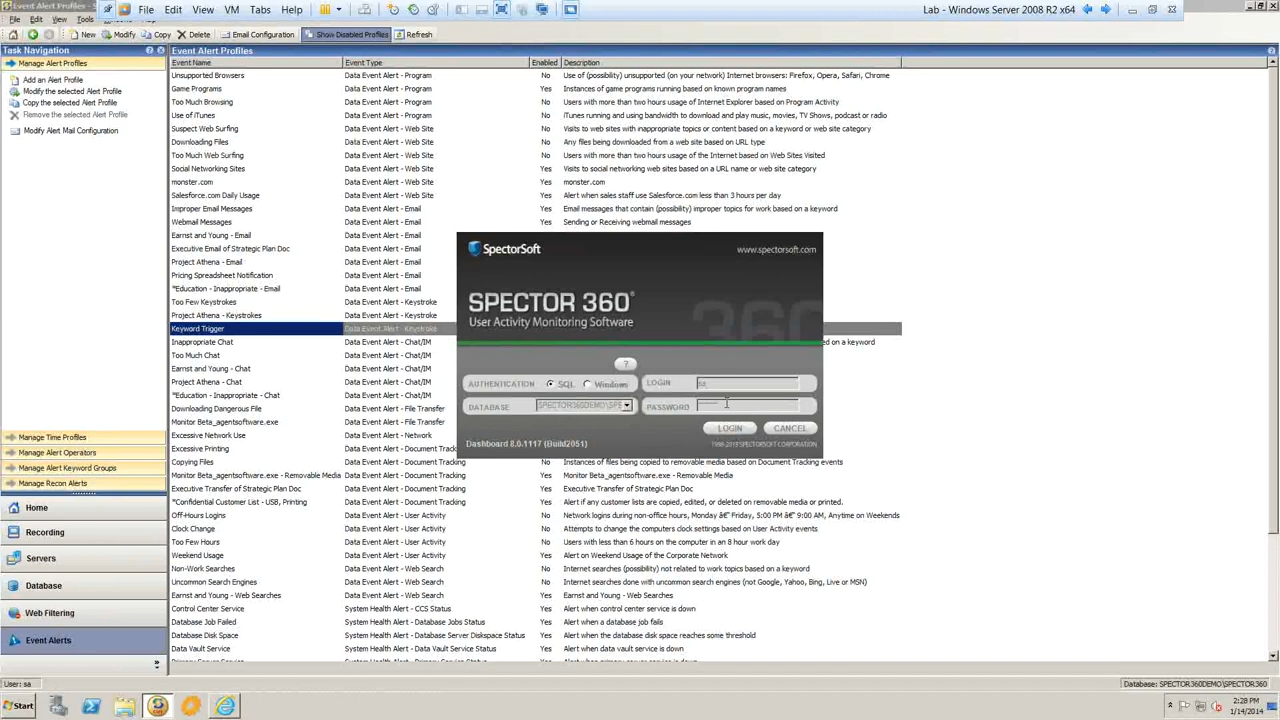 Event Alert Profiles
File Edit View VM Tabs Help
Lab - Windows Server 2008 R2 x64
File Edit View Tools
New Modify Copy Delete Email Configuration Show Disabled Profiles Refresh
Task Navigation
Manage Alert Profiles
Add an Alert Profile
Modify the selected Alert Profile
Copy the selected Alert Profile
Remove the selected Alert Profile
Modify Alert Mail Configuration
Manage Time Profiles
Manage Alert Operators
Manage Alert Keyword Groups
Manage Recon Alerts
Home
Recording
Servers
Database
Web Filtering
Event Alerts
Event Alert Profiles
Event Name Event Type Enabled Description
Unsupported Browsers Data Event Alert - Program No Use of (possibility) unsupported (on your network) Internet browsers: Firefox, Opera, Safari, Chrome
Game Programs Data Event Alert - Program Yes Instances of game programs running based on known program names
Too Much Browsing Data Event Alert - Program No Users with more than two hours usage of Internet Explorer based on Program Activity
Use of iTunes Data Event Alert - Program No iTunes running and using bandwidth to download and play music, movies, TV Shows, podcast or radio
Suspect Web Surfing Data Event Alert - Web Site No Visits to web sites with inappropriate topics or content based on a keyword or web site category
Downloading Files Data Event Alert - Web Site No Any files being downloaded from a web site based on URL type
Too Much Web Surfing Data Event Alert - Web Site No Users with more than two hours usage of the Internet based on Web Sites Visited
Social Networking Sites Data Event Alert - Web Site Yes Visits to social networking web sites based on a URL name or web site category
monster.com Data Event Alert - Web Site Yes monster.com
Salesforce.com Daily Usage Data Event Alert - Web Site Yes Alert when sales staff use Salesforce.com less than 3 hours per day
Improper Email Messages Data Event Alert - Email Yes Email messages that contain (possibility) improper topics for work based on a keyword
Webmail Messages Data Event Alert - Email Yes Sending or Receiving webmail messages
Earnst and Young - Email Data Event Alert - Email
Executive Email of Strategic Plan Doc Data Event Alert - Email
Project Athena - Email Data Event Alert - Email
Pricing Spreadsheet Notification Data Event Alert - Email
*Education - Inappropriate - Email Data Event Alert - Email
Too Few Keystrokes Data Event Alert - Keystroke
Project Athena - Keystrokes Data Event Alert - Keystroke
Keyword Trigger Data Event Alert - Keystroke
Inappropriate Chat Data Event Alert - Chat/IM on a keyword
Too Much Chat Data Event Alert - Chat/IM
Earnst and Young - Chat Data Event Alert - Chat/IM
Project Athena - Chat Data Event Alert - Chat/IM
*Education - Inappropriate - Chat Data Event Alert - Chat/IM
Downloading Dangerous File Data Event Alert - File Transfer
Monitor Beta_agentsoftware.exe Data Event Alert - File Transfer
Excessive Network Use Data Event Alert - Network
Excessive Printing Data Event Alert - Document Track
Copying Files Data Event Alert - Document Tracking No Instances of files being copied to removable media based on Document Tracking events
Monitor Beta_agentsoftware.exe - Removable Media Data Event Alert - Document Tracking Yes Monitor Beta_agentsoftware.exe - Removable Media
Executive Transfer of Strategic Plan Doc Data Event Alert - Document Tracking Yes Executive Transfer of Strategic Plan Doc
*Confidential Customer List - USB, Printing Data Event Alert - Document Tracking Yes Alert if any customer lists are copied, edited, or deleted on removable media or printed.
Off-Hours Logins Data Event Alert - User Activity No Network logins during non-office hours, Monday â€" Friday, 5:00 PM â€" 9:00 AM, Anytime on Weekends
Clock Change Data Event Alert - User Activity No Attempts to change the computers clock settings based on User Activity events
Too Few Hours Data Event Alert - User Activity No Users with less than 6 hours on the computer in an 8 hour work day
Weekend Usage Data Event Alert - User Activity Yes Alert on Weekend Usage of the Corporate Network
Non-Work Searches Data Event Alert - Web Search No Internet searches (possibility) not related to work topics based on a keyword
Uncommon Search Engines Data Event Alert - Web Search No Internet searches done with uncommon search engines (not Google, Yahoo, Bing, Live or MSN)
Earnst and Young - Web Searches Data Event Alert - Web Search Yes Earnst and Young - Web Searches
Control Center Service System Health Alert - CCS Status Yes Alert when control center service is down
Database Job Failed System Health Alert - Database Jobs Status Yes Alert when a database job fails
Database Disk Space System Health Alert - Database Server Diskspace Status Yes Alert when the database disk space reaches some threshold
Data Vault Service System Health Alert - Data Vault Service Status Yes Alert when data vault service is down
SpectorSoft www.spectorsoft.com
SPECTOR 360®
User Activity Monitoring Software
360
?
AUTHENTICATION SQL Windows LOGIN sa
DATABASE SPECTOR360DEMO\SPE PASSWORD
LOGIN CANCEL
Dashboard 8.0.1117 (Build2051) 1998-2013 SPECTORSOFT CORPORATION
User: sa Database: SPECTOR360DEMO\SPECTOR360
Start 2:28 PM
1/14/2014